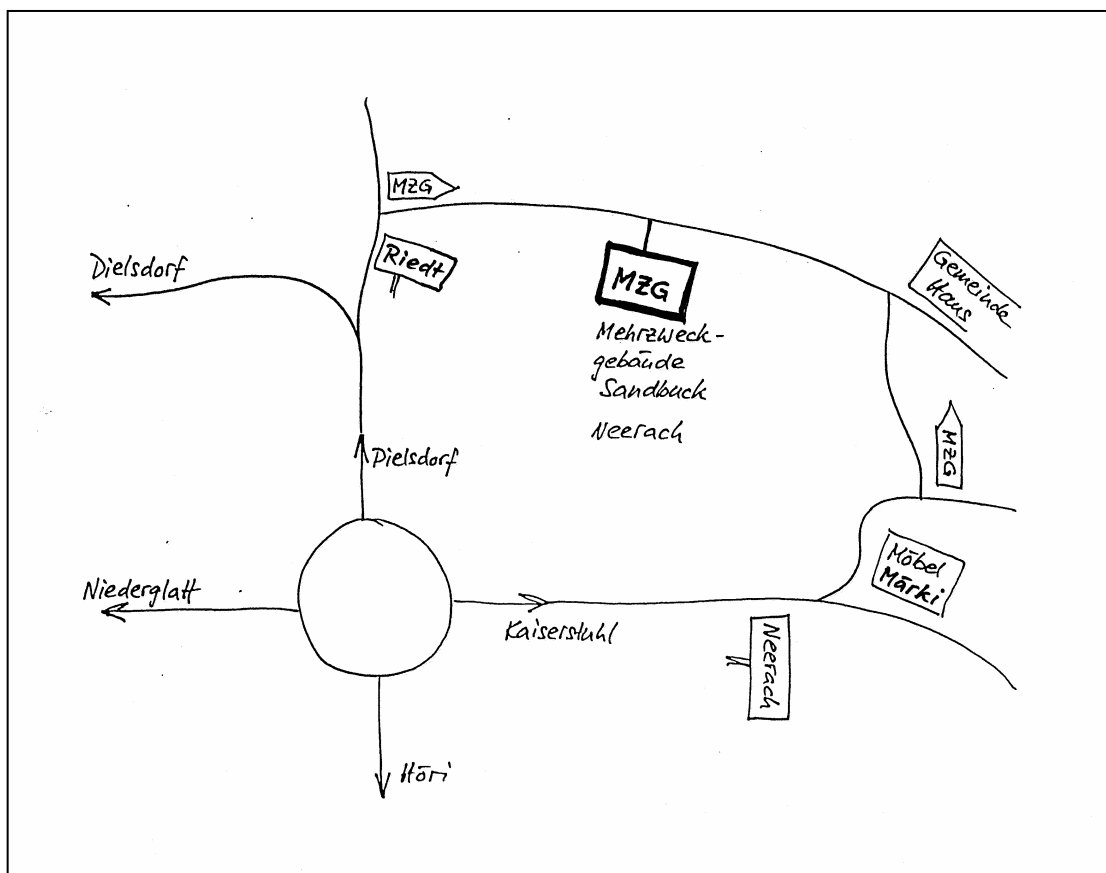 MZG
Riedt
Dielsdorf
Gemeinde
Haus
MZG
Mehrzweck-
gebäude
Sandbuck
Neerach
MZG
Dielsdorf
Möbel
Märki
Niederglatt
Kaiserstuhl
Neerach
Höri